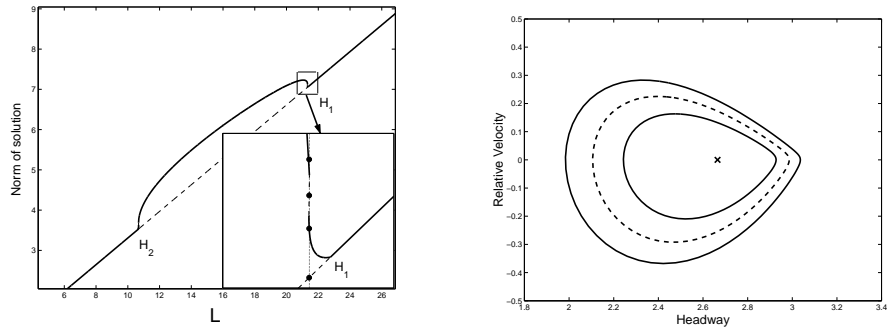 9
8
7
6
5
4
3
Norm of solution
H1
H1
H2
6 8 10 12 14 16 18 20 22 24 26
L
0.5
0.4
0.3
0.2
0.1
0
−0.1
−0.2
−0.3
−0.4
−0.5
Relative Velocity
1.8 2 2.2 2.4 2.6 2.8 3 3.2 3.4
Headway